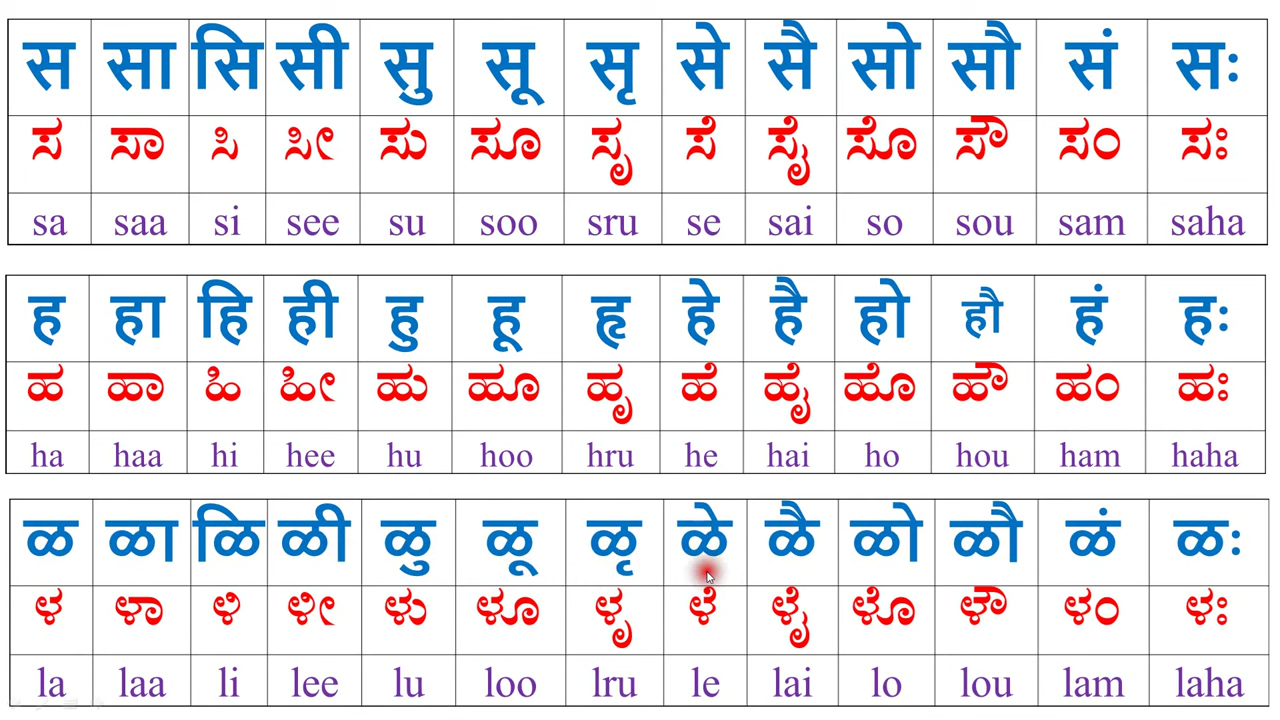 स सा सि सी सु सू सृ से सै सो सौ सं सः
ಸ ಸಾ ಸಿ ಸೀ ಸು ಸೂ ಸೃ ಸೆ ಸೈ ಸೊ ಸೌ ಸಂ ಸಃ
sa saa si see su soo sru se sai so sou sam saha
ह हा हि ही हु हू हृ हे है हो हौ हं हः
ಹ ಹಾ ಹಿ ಹೀ ಹು ಹೂ ಹೃ ಹೆ ಹೈ ಹೊ ಹೌ ಹಂ ಹಃ
ha haa hi hee hu hoo hru he hai ho hou ham haha
ळ ळा ळि ळी ळु ळू ळृ ळे ळै ळो ळौ ळं ळः
ಳ ಳಾ ಳಿ ಳೀ ಳು ಳೂ ಳೃ ಳೆ ಳೈ ಳೊ ಳೌ ಳಂ ಳಃ
la laa li lee lu loo lru le lai lo lou lam laha